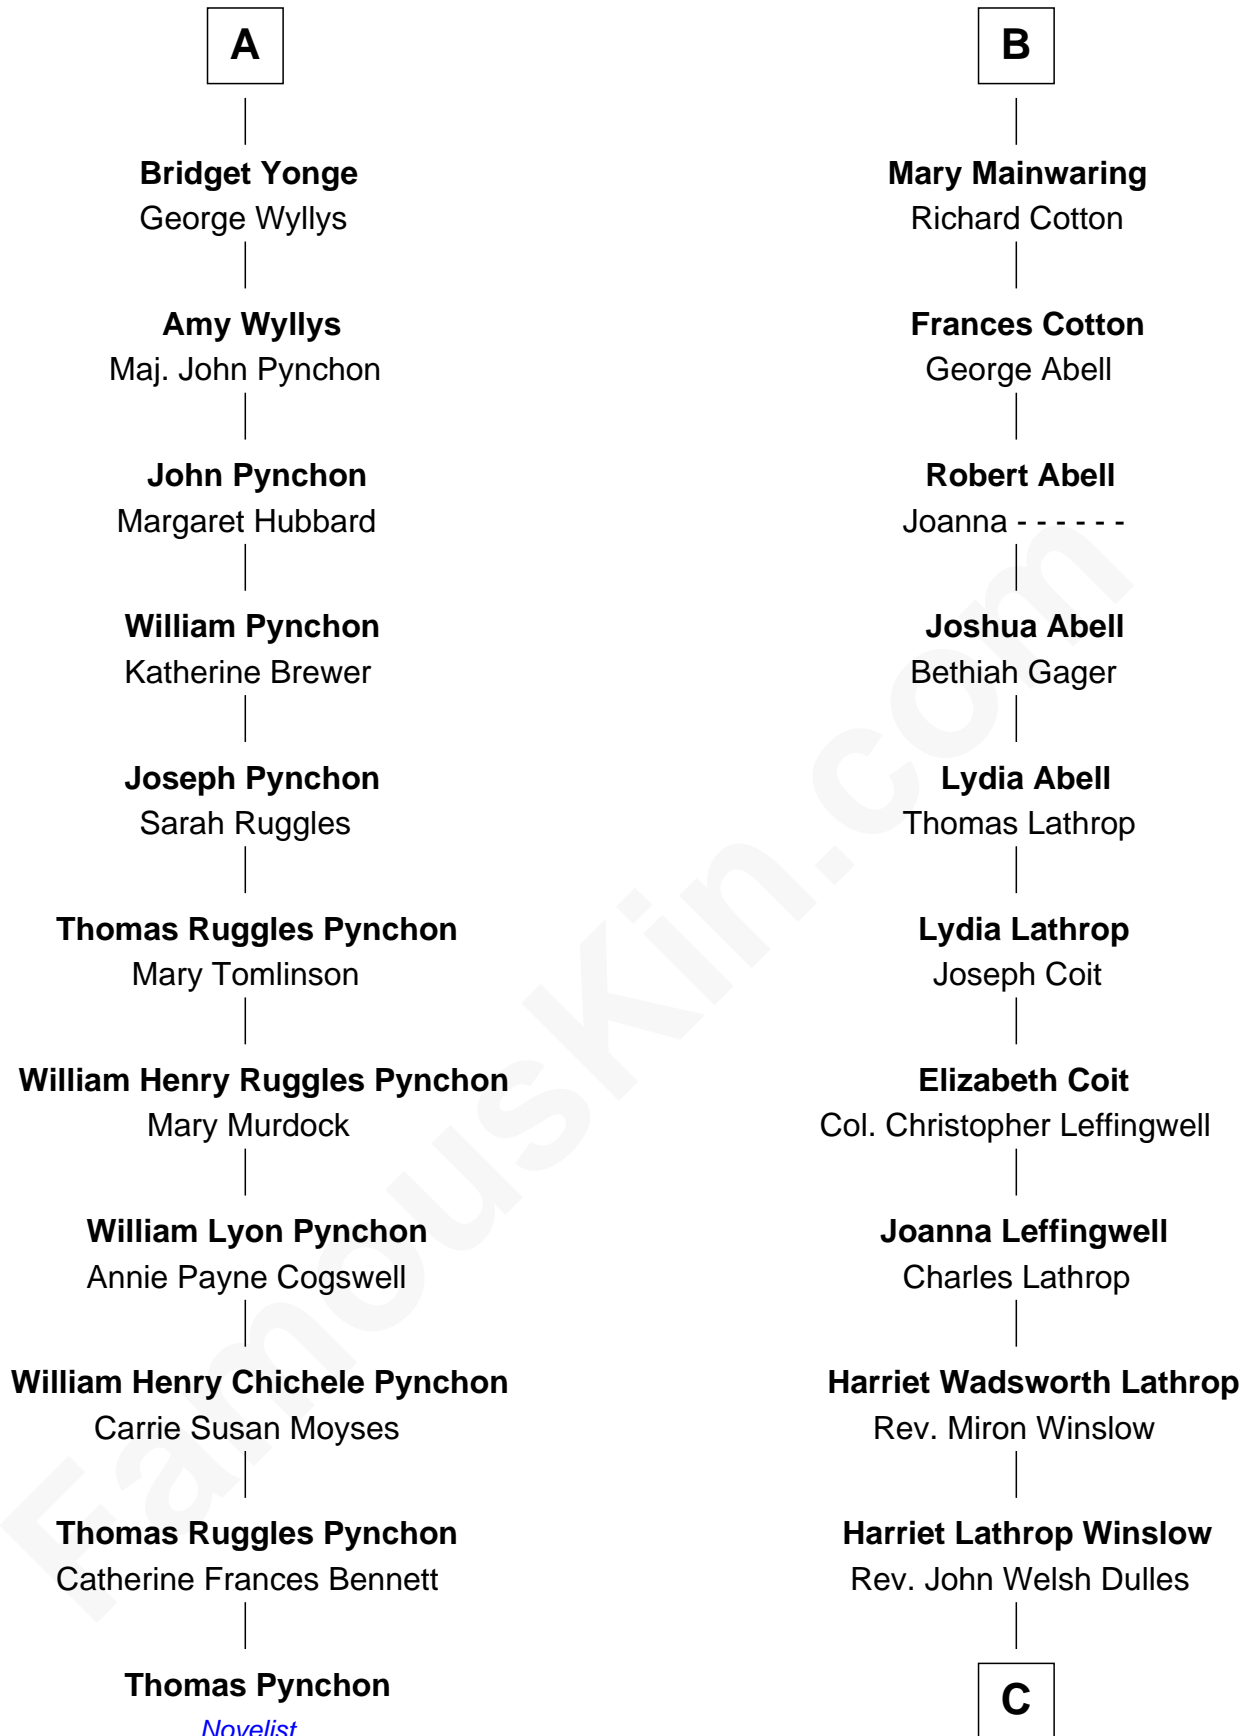 A
Bridget Yonge
George Wyllys
Amy Wyllys
Maj. John Pynchon
John Pynchon
Margaret Hubbard
William Pynchon
Katherine Brewer
Joseph Pynchon
Sarah Ruggles
Thomas Ruggles Pynchon
Mary Tomlinson
William Henry Ruggles Pynchon
Mary Murdock
William Lyon Pynchon
Annie Payne Cogswell
William Henry Chichele Pynchon
Carrie Susan Moyses
Thomas Ruggles Pynchon
Catherine Frances Bennett
Thomas Pynchon
Novelist
B
Mary Mainwaring
Richard Cotton
Frances Cotton
George Abell
Robert Abell
Joanna - - - - - -
Joshua Abell
Bethiah Gager
Lydia Abell
Thomas Lathrop
Lydia Lathrop
Joseph Coit
Elizabeth Coit
Col. Christopher Leffingwell
Joanna Leffingwell
Charles Lathrop
Harriet Wadsworth Lathrop
Rev. Miron Winslow
Harriet Lathrop Winslow
Rev. John Welsh Dulles
C
FamousKin.com